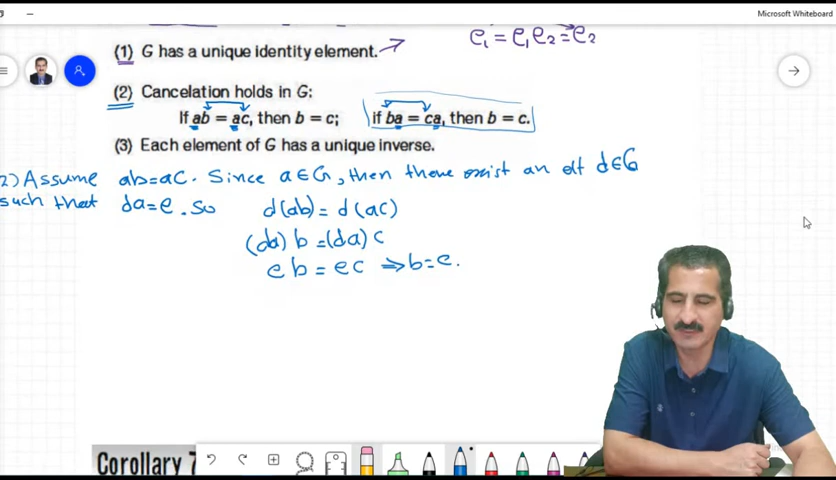 Microsoft Whiteboard
e₁ = e₁e₂ = e₂
(1) G has a unique identity element.
(2) Cancelation holds in G:
If ab = ac, then b = c; if ba = ca, then b = c.
(3) Each element of G has a unique inverse.
2) Assume ab=ac. Since a∈G, then there exist an elt d∈G
such that da=e. so d(ab)= d(ac)
(da) b =(da) c
e b = e c ⇒ b=c.
Corollary 7